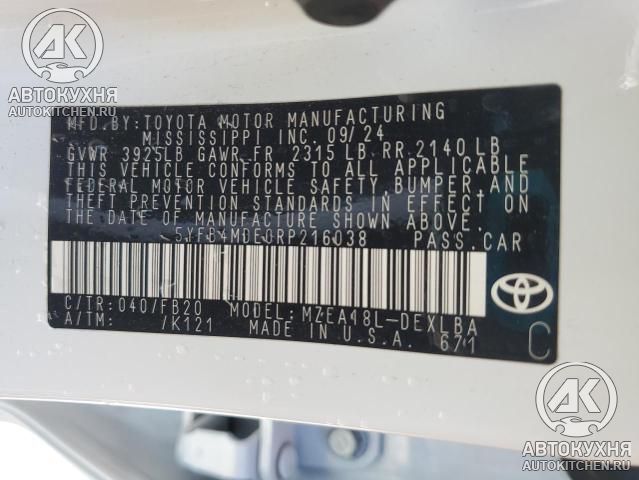 АК
АВТОКУХНЯ
AUTOKITCHEN.RU
MFD.BY:TOYOTA MOTOR MANUFACTURING
MISSISSIPPI INC. 09/24
GVWR 3925LB GAWR FR. 2315 LB RR.2140 LB
THIS VEHICLE CONFORMS TO ALL APPLICABLE
FEDERAL MOTOR VEHICLE SAFETY, BUMPER, AND
THEFT PREVENTION STANDARDS IN EFFECT ON
THE DATE OF MANUFACTURE SHOWN ABOVE.
5YFB4MDE0RP216038 PASS.CAR
C/TR: 040/FB20 MODEL: MZEA18L-DEXLBA
A/TM: /K121 MADE IN U.S.A. 671
C
АК
АВТОКУХНЯ
AUTOKITCHEN.RU